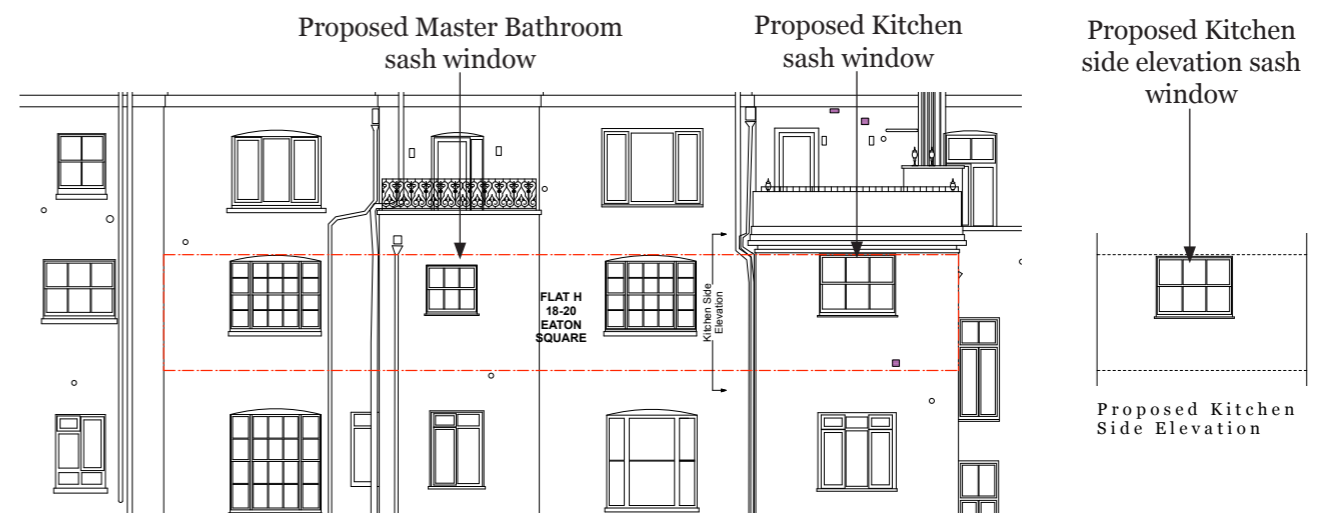 Proposed Master Bathroom
sash window
Proposed Kitchen
sash window
Proposed Kitchen
side elevation sash
window
FLAT H
18-20
EATON
SQUARE
Kitchen Side
Elevation
Proposed Kitchen
Side Elevation